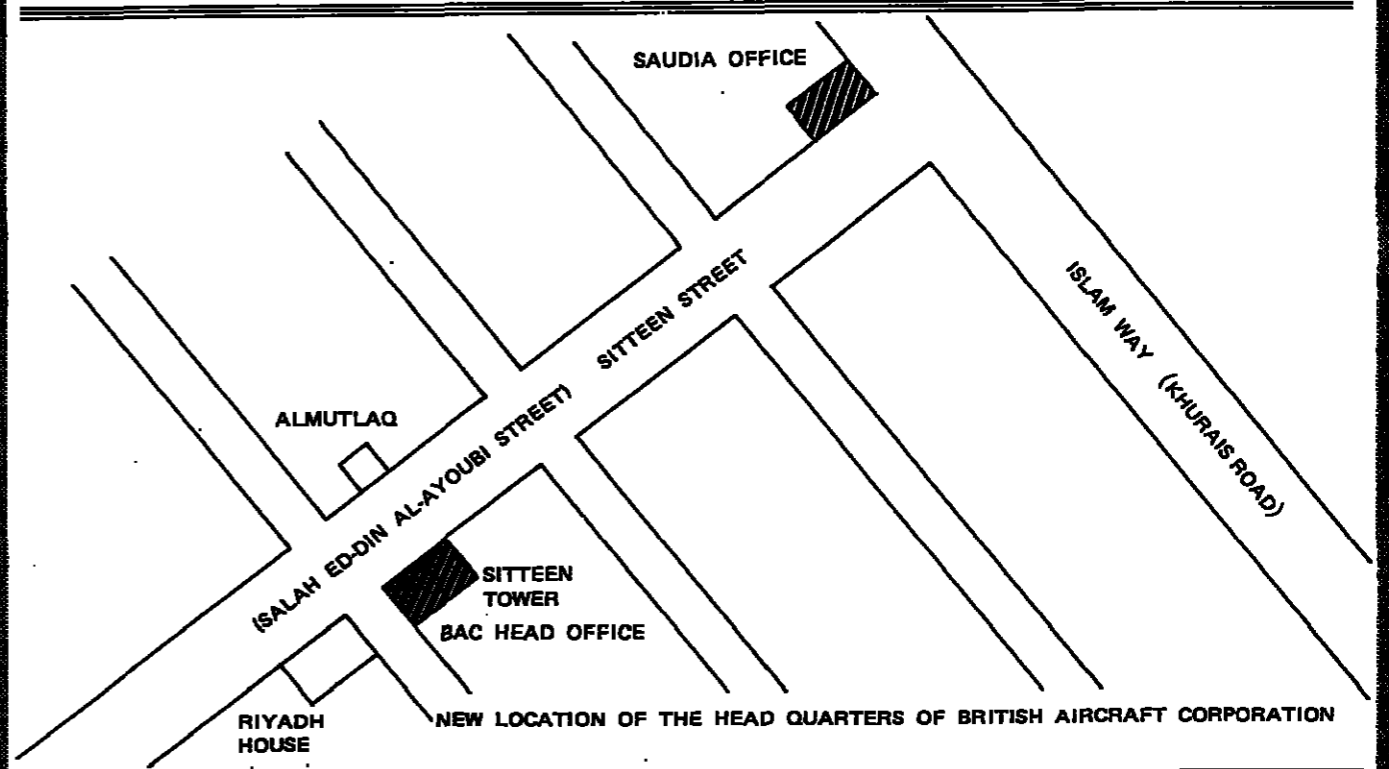 SAUDIA OFFICE
ISLAM WAY (KHURAIS ROAD)
SITTEEN STREET
(SALAH ED-DIN AL-AYOUBI STREET)
ALMUTLAQ
SITTEEN
TOWER
BAC HEAD OFFICE
RIYADH
HOUSE
NEW LOCATION OF THE HEAD QUARTERS OF BRITISH AIRCRAFT CORPORATION